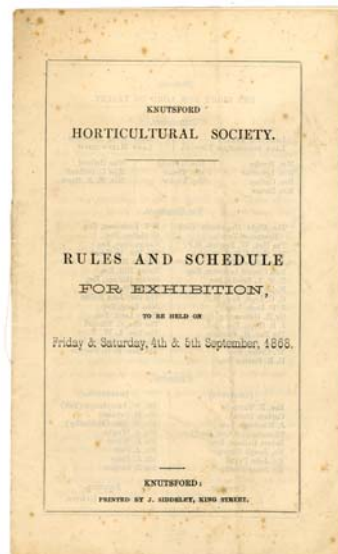 KNUTSFORD
HORTICULTURAL SOCIETY.
RULES AND SCHEDULE
FOR EXHIBITION,
TO BE HELD ON
Friday & Saturday, 4th & 5th September, 1868.
KNUTSFORD:
PRINTED BY J. SIDDELEY, KING STREET.